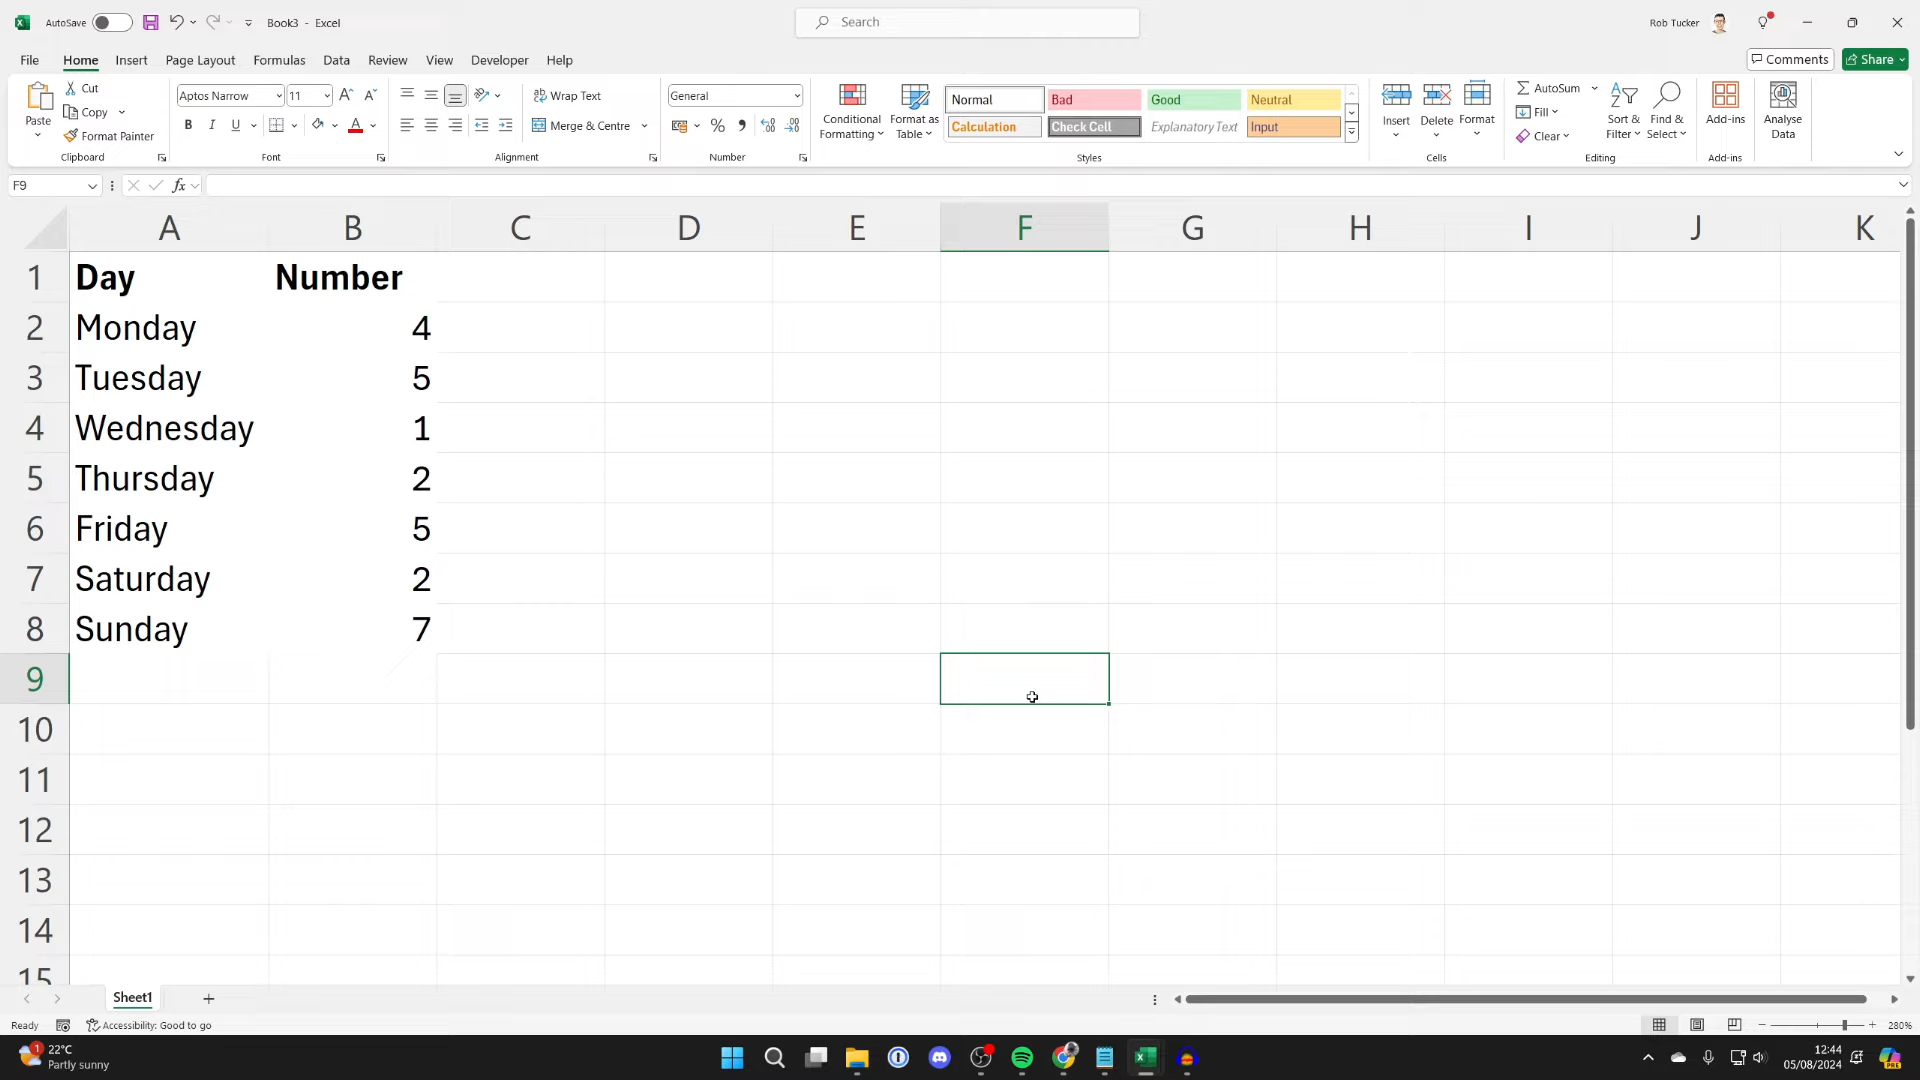 AutoSave
Book3 - Excel
Search
Rob Tucker
File Home Insert Page Layout Formulas Data Review View Developer Help
Comments Share
Paste
Cut
Copy
Format Painter
Clipboard
Aptos Narrow 11
B I U
Font
Wrap Text
Merge & Centre
Alignment
General
Number
Conditional Formatting
Format as Table
Normal Bad Good Neutral
Calculation Check Cell Explanatory Text Input
Styles
Insert Delete Format
Cells
AutoSum
Fill
Clear
Sort & Filter
Find & Select
Editing
Add-ins
Add-ins
Analyse Data
F9
fx
A B C D E F G H I J K
1 Day Number
2 Monday 4
3 Tuesday 5
4 Wednesday 1
5 Thursday 2
6 Friday 5
7 Saturday 2
8 Sunday 7
9
10
11
12
13
14
15
Sheet1
Ready
Accessibility: Good to go
280%
1
22°C
Partly sunny
12:44
05/08/2024
PRE